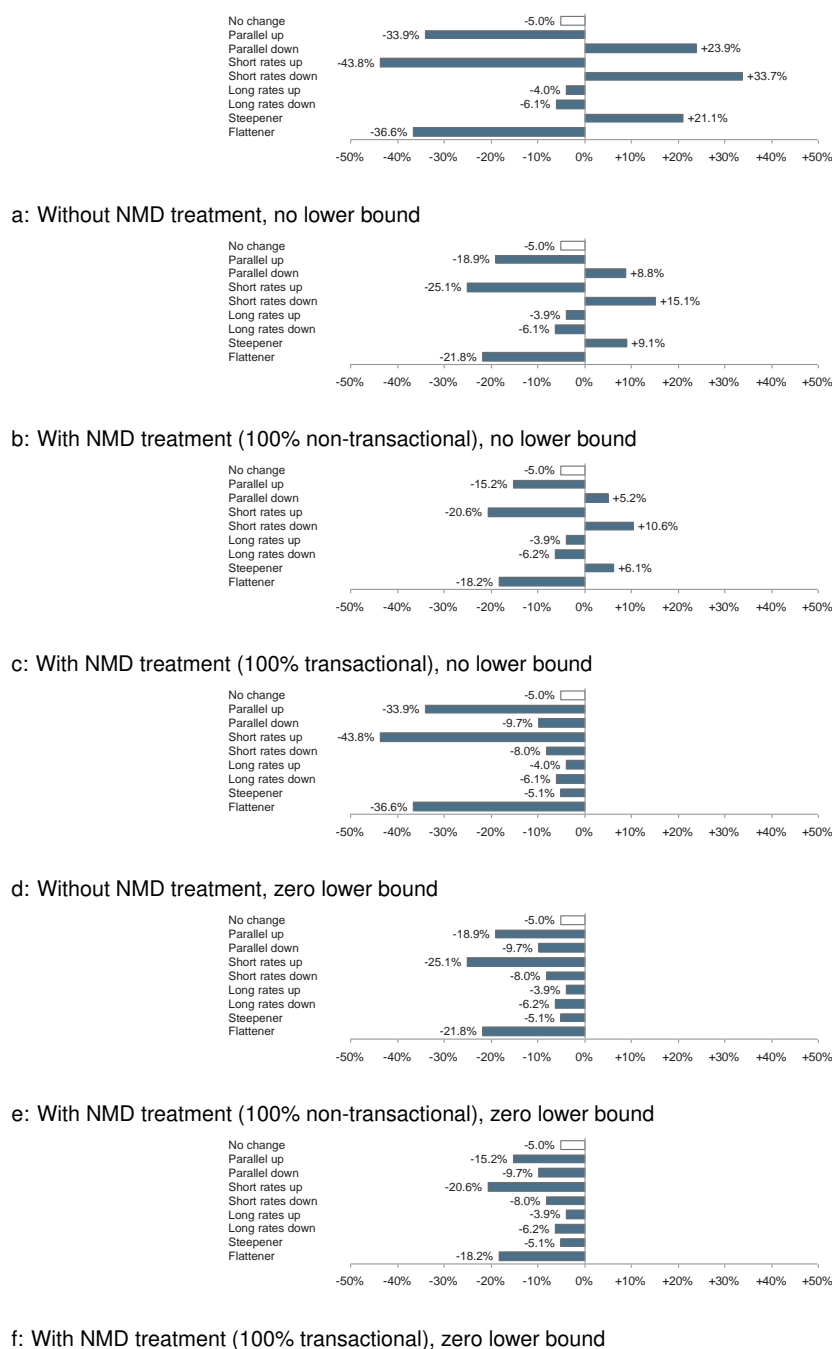 No change -5.0%
Parallel up -33.9%
Parallel down +23.9%
Short rates up -43.8%
Short rates down +33.7%
Long rates up -4.0%
Long rates down -6.1%
Steepener +21.1%
Flattener -36.6%
-50% -40% -30% -20% -10% 0% +10% +20% +30% +40% +50%
a: Without NMD treatment, no lower bound
No change -5.0%
Parallel up -18.9%
Parallel down +8.8%
Short rates up -25.1%
Short rates down +15.1%
Long rates up -3.9%
Long rates down -6.1%
Steepener +9.1%
Flattener -21.8%
-50% -40% -30% -20% -10% 0% +10% +20% +30% +40% +50%
b: With NMD treatment (100% non-transactional), no lower bound
No change -5.0%
Parallel up -15.2%
Parallel down +5.2%
Short rates up -20.6%
Short rates down +10.6%
Long rates up -3.9%
Long rates down -6.2%
Steepener +6.1%
Flattener -18.2%
-50% -40% -30% -20% -10% 0% +10% +20% +30% +40% +50%
c: With NMD treatment (100% transactional), no lower bound
No change -5.0%
Parallel up -33.9%
Parallel down -9.7%
Short rates up -43.8%
Short rates down -8.0%
Long rates up -4.0%
Long rates down -6.1%
Steepener -5.1%
Flattener -36.6%
-50% -40% -30% -20% -10% 0% +10% +20% +30% +40% +50%
d: Without NMD treatment, zero lower bound
No change -5.0%
Parallel up -18.9%
Parallel down -9.7%
Short rates up -25.1%
Short rates down -8.0%
Long rates up -3.9%
Long rates down -6.2%
Steepener -5.1%
Flattener -21.8%
-50% -40% -30% -20% -10% 0% +10% +20% +30% +40% +50%
e: With NMD treatment (100% non-transactional), zero lower bound
No change -5.0%
Parallel up -15.2%
Parallel down -9.7%
Short rates up -20.6%
Short rates down -8.0%
Long rates up -3.9%
Long rates down -6.2%
Steepener -5.1%
Flattener -18.2%
-50% -40% -30% -20% -10% 0% +10% +20% +30% +40% +50%
f: With NMD treatment (100% transactional), zero lower bound